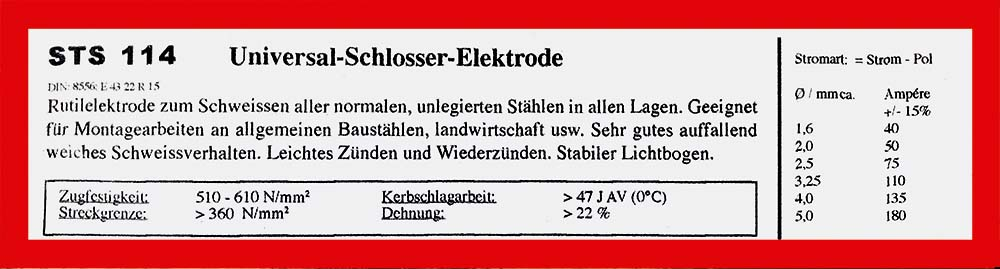 STS 114 Universal-Schlosser-Elektrode
DIN: 8556: E 43 22 R 15
Rutilelektrode zum Schweissen aller normalen, unlegierten Stählen in allen Lagen. Geeignet
für Montagearbeiten an allgemeinen Baustählen, landwirtschaft usw. Sehr gutes auffallend
weiches Schweissverhalten. Leichtes Zünden und Wiederzünden. Stabiler Lichtbogen.
Zugfestigkeit: 510 - 610 N/mm² Kerbschlagarbeit: > 47 J AV (0°C)
Streckgrenze: > 360 N/mm² Dehnung: > 22 %
Stromart: = Strom - Pol
Ø / mm ca. Ampére
+/- 15%
1,6 40
2,0 50
2,5 75
3,25 110
4,0 135
5,0 180